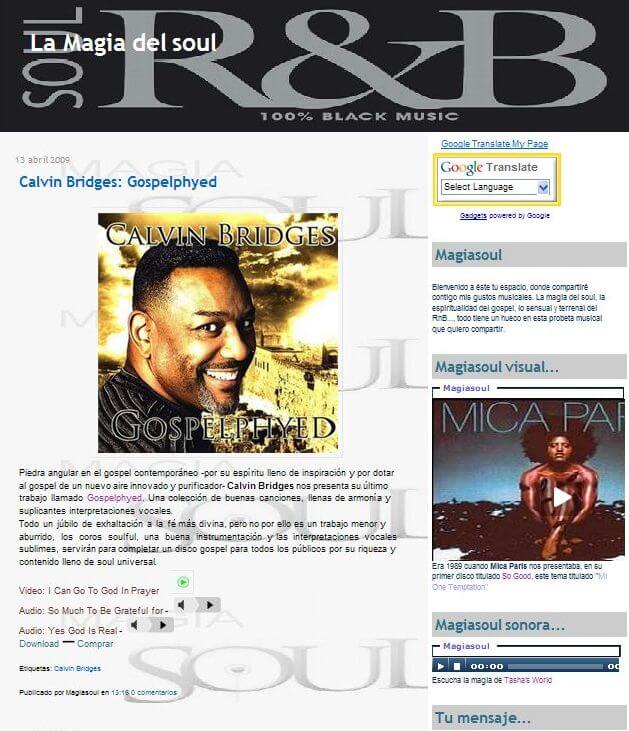 SOUL
R&B
La Magia del soul
100% BLACK MUSIC
13 abril 2009
Calvin Bridges: Gospelphyed
CALVIN BRIDGES
GOSPELPHYED
Piedra angular en el gospel contemporáneo -por su espíritu lleno de inspiración y por dotar
al gospel de un nuevo aire innovado y purificador- Calvin Bridges nos presenta su último
trabajo llamado Gospelphyed. Una colección de buenas canciones, llenas de armonía y
suplicantes interpretaciones vocales.
Todo un júbilo de exhaltación a la fé más divina, pero no por ello es un trabajo menor y
aburrido, los coros soulful, una buena instrumentación y las interpretaciones vocales
sublimes, servirán para completar un disco gospel para todos los públicos por su riqueza y
contenido lleno de soul universal.
Video: I Can Go To God In Prayer
Audio: So Much To Be Grateful for -
Audio: Yes God Is Real -
Download — Comprar
Etiquetas: Calvin Bridges
Publicado por Magiasoul en 13:16 0 comentarios
MAGIA
SOUL
Google Translate My Page
Google Translate
Select Language
Gadgets powered by Google
Magiasoul
Bienvenido a éste tu espacio, donde compartiré
contigo mis gustos musicales. La magia del soul, la
espiritualidad del gospel, lo sensual y terrenal del
RnB..., todo tiene un hueco en esta probeta musical
que quiero compartir.
Magiasoul visual...
Magiasoul
MICA PAR
Era 1989 cuando Mica Paris nos presentaba, en su
primer disco titulado So Good, este tema titulado "Mi
One Temptation"
Magiasoul sonora...
Magiasoul
00:00
Escucha la magia de Tasha's World
Tu mensaje...